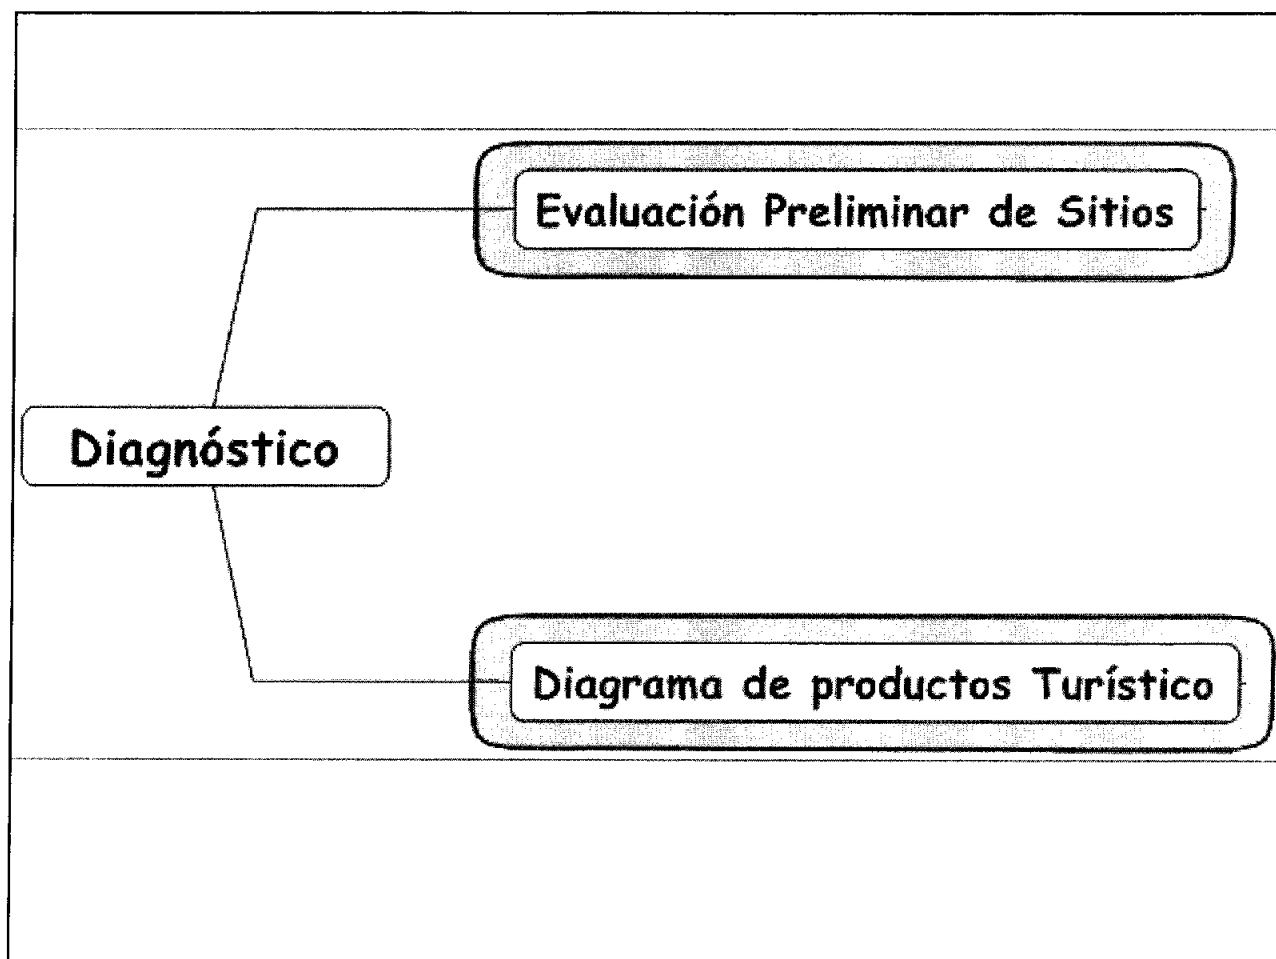 Evaluación Preliminar de Sitios
Diagnóstico
Diagrama de productos Turístico